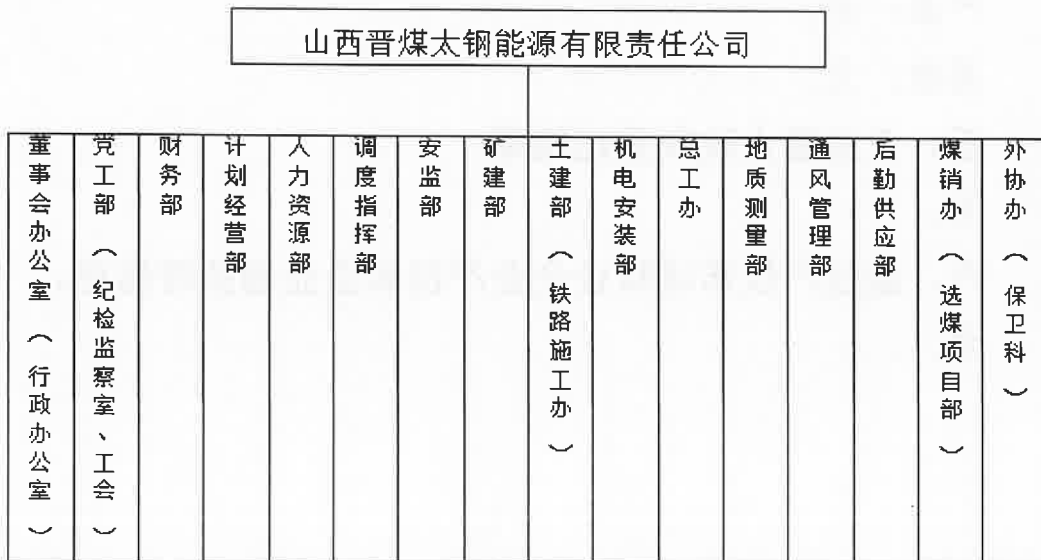 山西晋煤太钢能源有限责任公司
董事会办公室（行政办公室）
党工部（纪检监察室、工会）
财务部
计划经营部
人力资源部
调度指挥部
安监部
矿建部
土建部（铁路施工办）
机电安装部
总工办
地质测量部
通风管理部
后勤供应部
煤销办（选煤项目部）
外协办（保卫科）